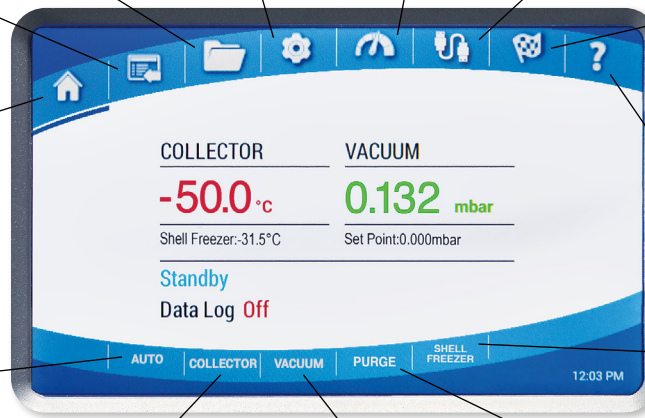 ?
COLLECTOR
VACUUM
-50.0 °C
0.132 mbar
Shell Freezer:-31.5°C
Set Point:0.000mbar
Standby
Data Log Off
AUTO
COLLECTOR
VACUUM
PURGE
SHELL
FREEZER
12:03 PM